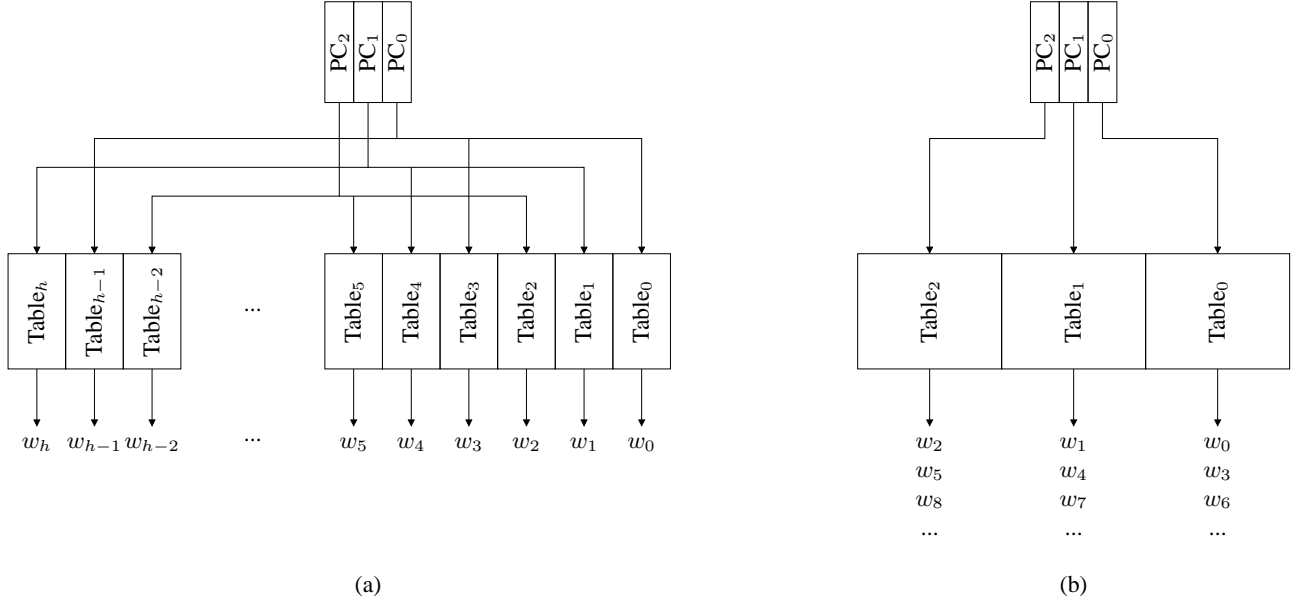 PC₂ PC₁ PC₀ PC₂ PC₁ PC₀
Tableₕ Tableₕ₋₁ Tableₕ₋₂ ... Table₅ Table₄ Table₃ Table₂ Table₁ Table₀ Table₂ Table₁ Table₀
wₕ wₕ₋₁ wₕ₋₂ ... w₅ w₄ w₃ w₂ w₁ w₀ w₂ w₁ w₀
w₅ w₄ w₃
w₈ w₇ w₆
... ... ...
(a) (b)